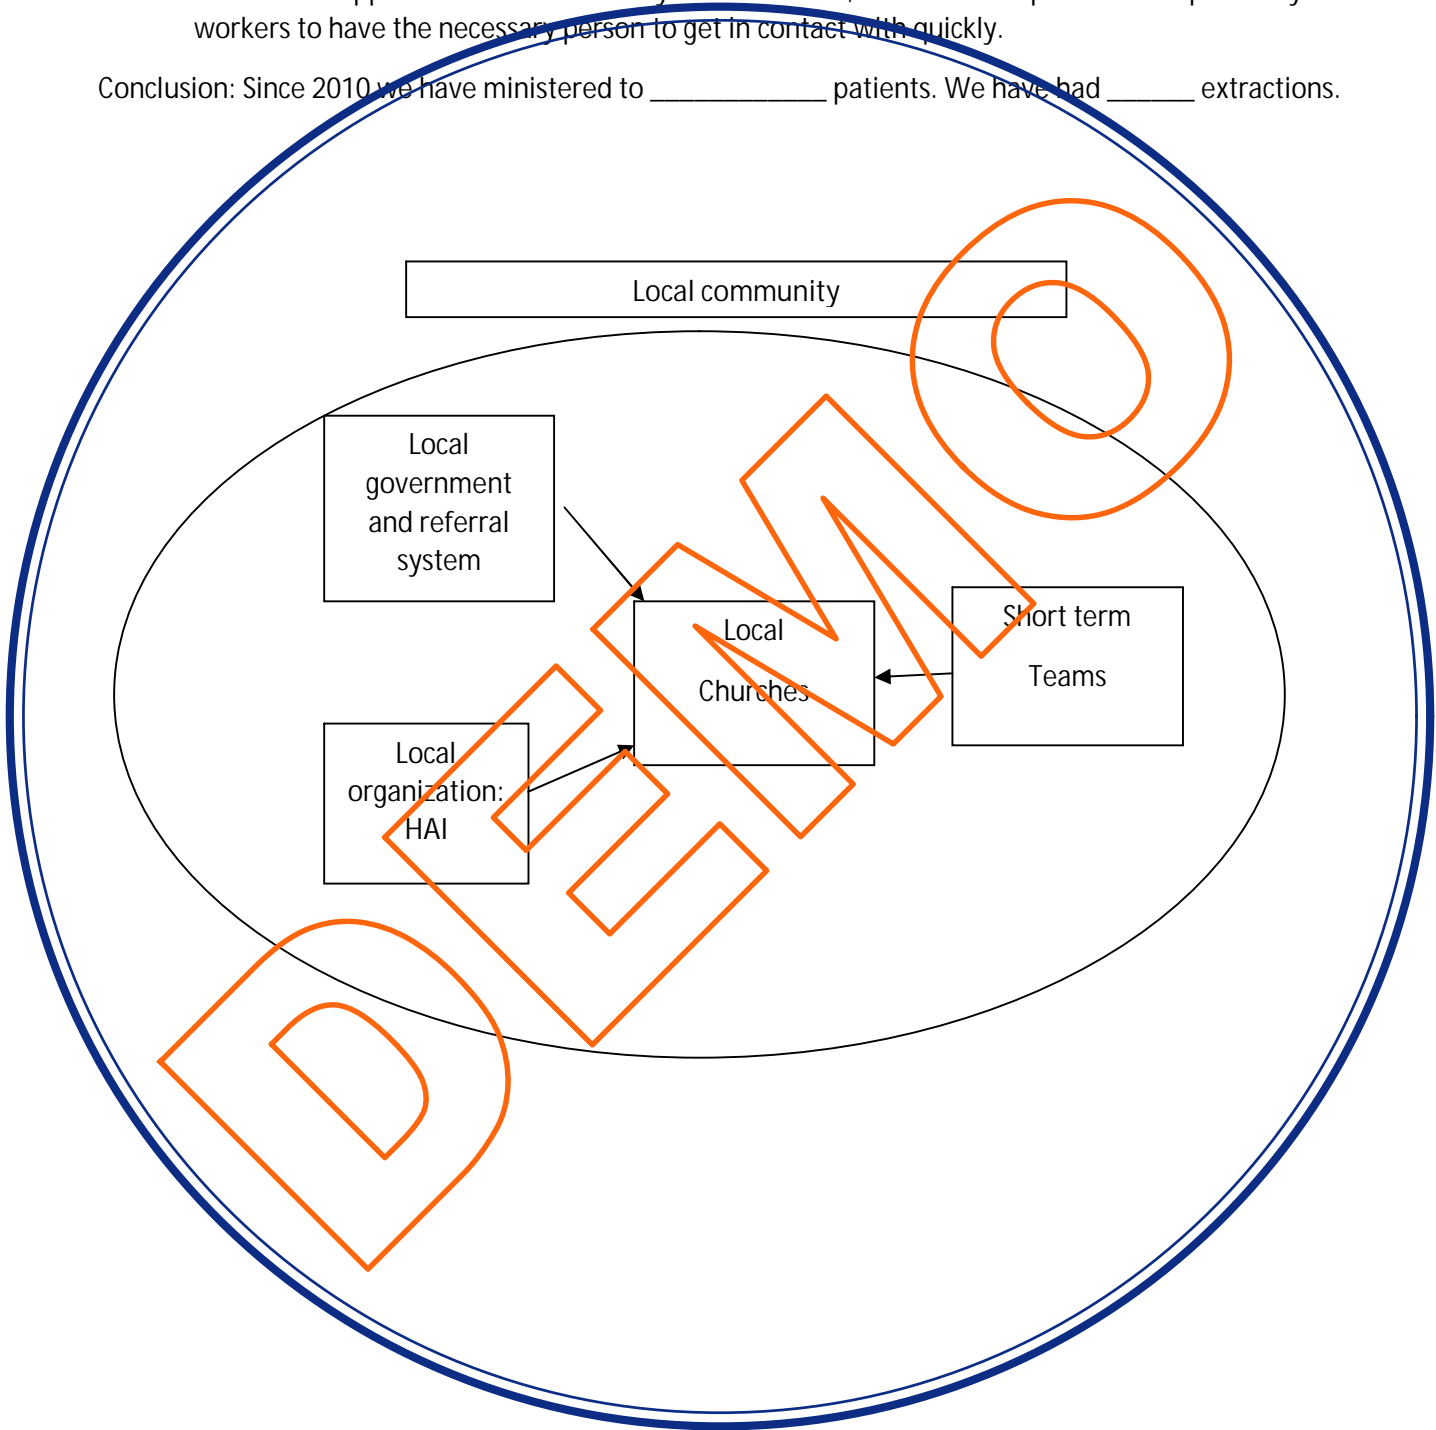 workers to have the necessary person to get in contact with quickly.
Conclusion: Since 2010 we have ministered to ____________ patients. We have had ______ extractions.
Local community
Local
government
and referral
system
Local
Churches
Short term
Teams
Local
organization:
HAI
DEMO